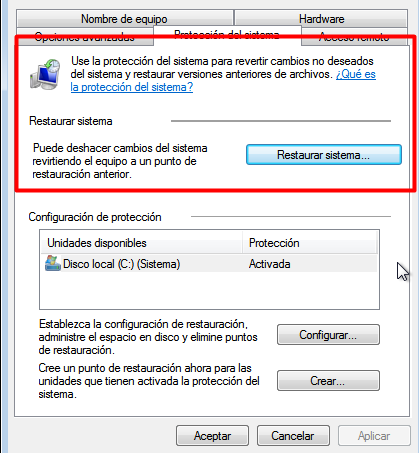 Nombre de equipo
Hardware
Opciones avanzadas
Protección del sistema
Acceso remoto
Use la protección del sistema para revertir cambios no deseados
del sistema y restaurar versiones anteriores de archivos. ¿Qué es
la protección del sistema?
Restaurar sistema
Puede deshacer cambios del sistema
revirtiendo el equipo a un punto de
restauración anterior.
Restaurar sistema...
Configuración de protección
Unidades disponibles
Protección
Disco local (C:) (Sistema)
Activada
Establezca la configuración de restauración,
administre el espacio en disco y elimine puntos
de restauración.
Configurar...
Cree un punto de restauración ahora para las
unidades que tienen activada la protección del
sistema.
Crear...
Aceptar
Cancelar
Aplicar